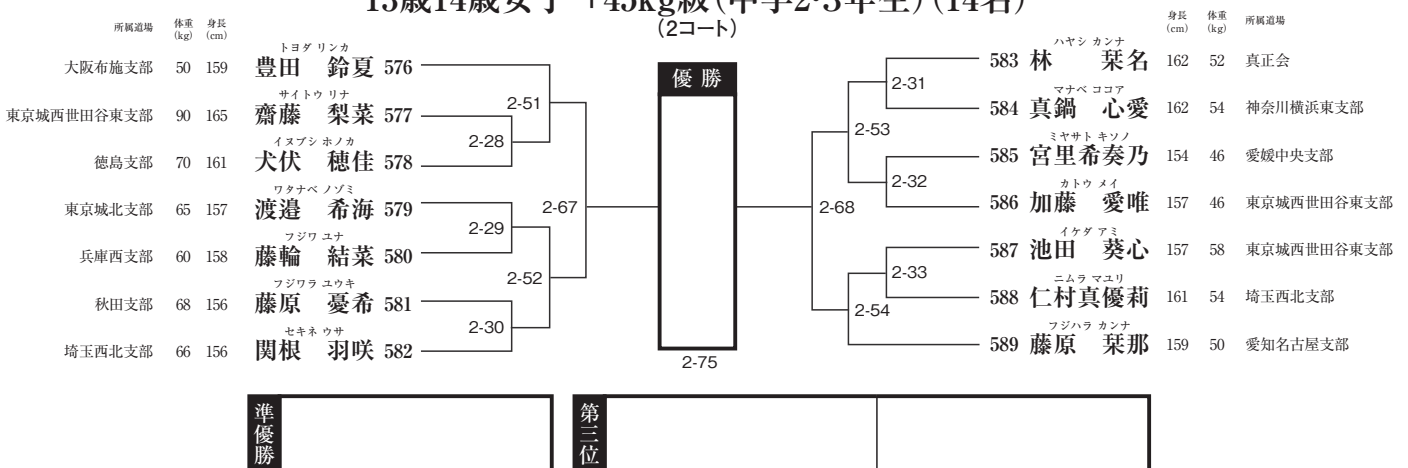 13歳14歳女子 +45kg級(中学2・3年生)(14名)
(2コート)
所属道場 体重(kg) 身長(cm)
大阪布施支部 50 159 トヨダ リンカ 豊田 鈴夏 576
東京城西世田谷東支部 90 165 サイトウ リナ 齋藤 梨菜 577
徳島支部 70 161 イヌブシ ホノカ 犬伏 穂佳 578
東京城北支部 65 157 ワタナベ ノゾミ 渡邉 希海 579
兵庫西支部 60 158 フジワ ユナ 藤輪 結菜 580
秋田支部 68 156 フジワラ ユウキ 藤原 憂希 581
埼玉西北支部 66 156 セキネ ウサ 関根 羽咲 582
2-51
2-28
2-67
2-29
2-52
2-30
優勝
2-75
身長(cm) 体重(kg) 所属道場
583 ハヤシ カンナ 林 栞名 162 52 真正会
584 マナベ ココア 真鍋 心愛 162 54 神奈川横浜東支部
585 ミヤサト キソノ 宮里希奏乃 154 46 愛媛中央支部
586 カトウ メイ 加藤 愛唯 157 46 東京城西世田谷東支部
587 イケダ アミ 池田 葵心 157 58 東京城西世田谷東支部
588 ニムラ マユリ 仁村真優莉 161 54 埼玉西北支部
589 フジハラ カンナ 藤原 栞那 159 50 愛知名古屋支部
2-31
2-53
2-32
2-68
2-33
2-54
準優勝
第三位